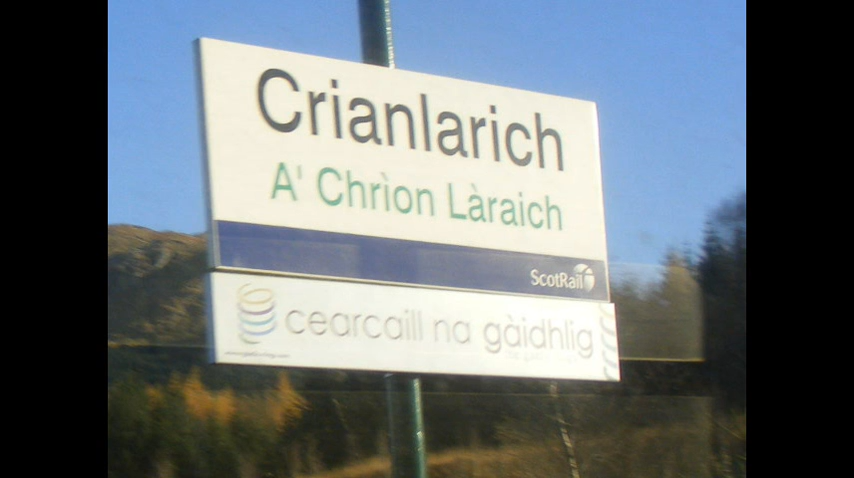 Crianlarich
A' Chrìon Làraich
ScotRail
cearcaill na gàidhlig